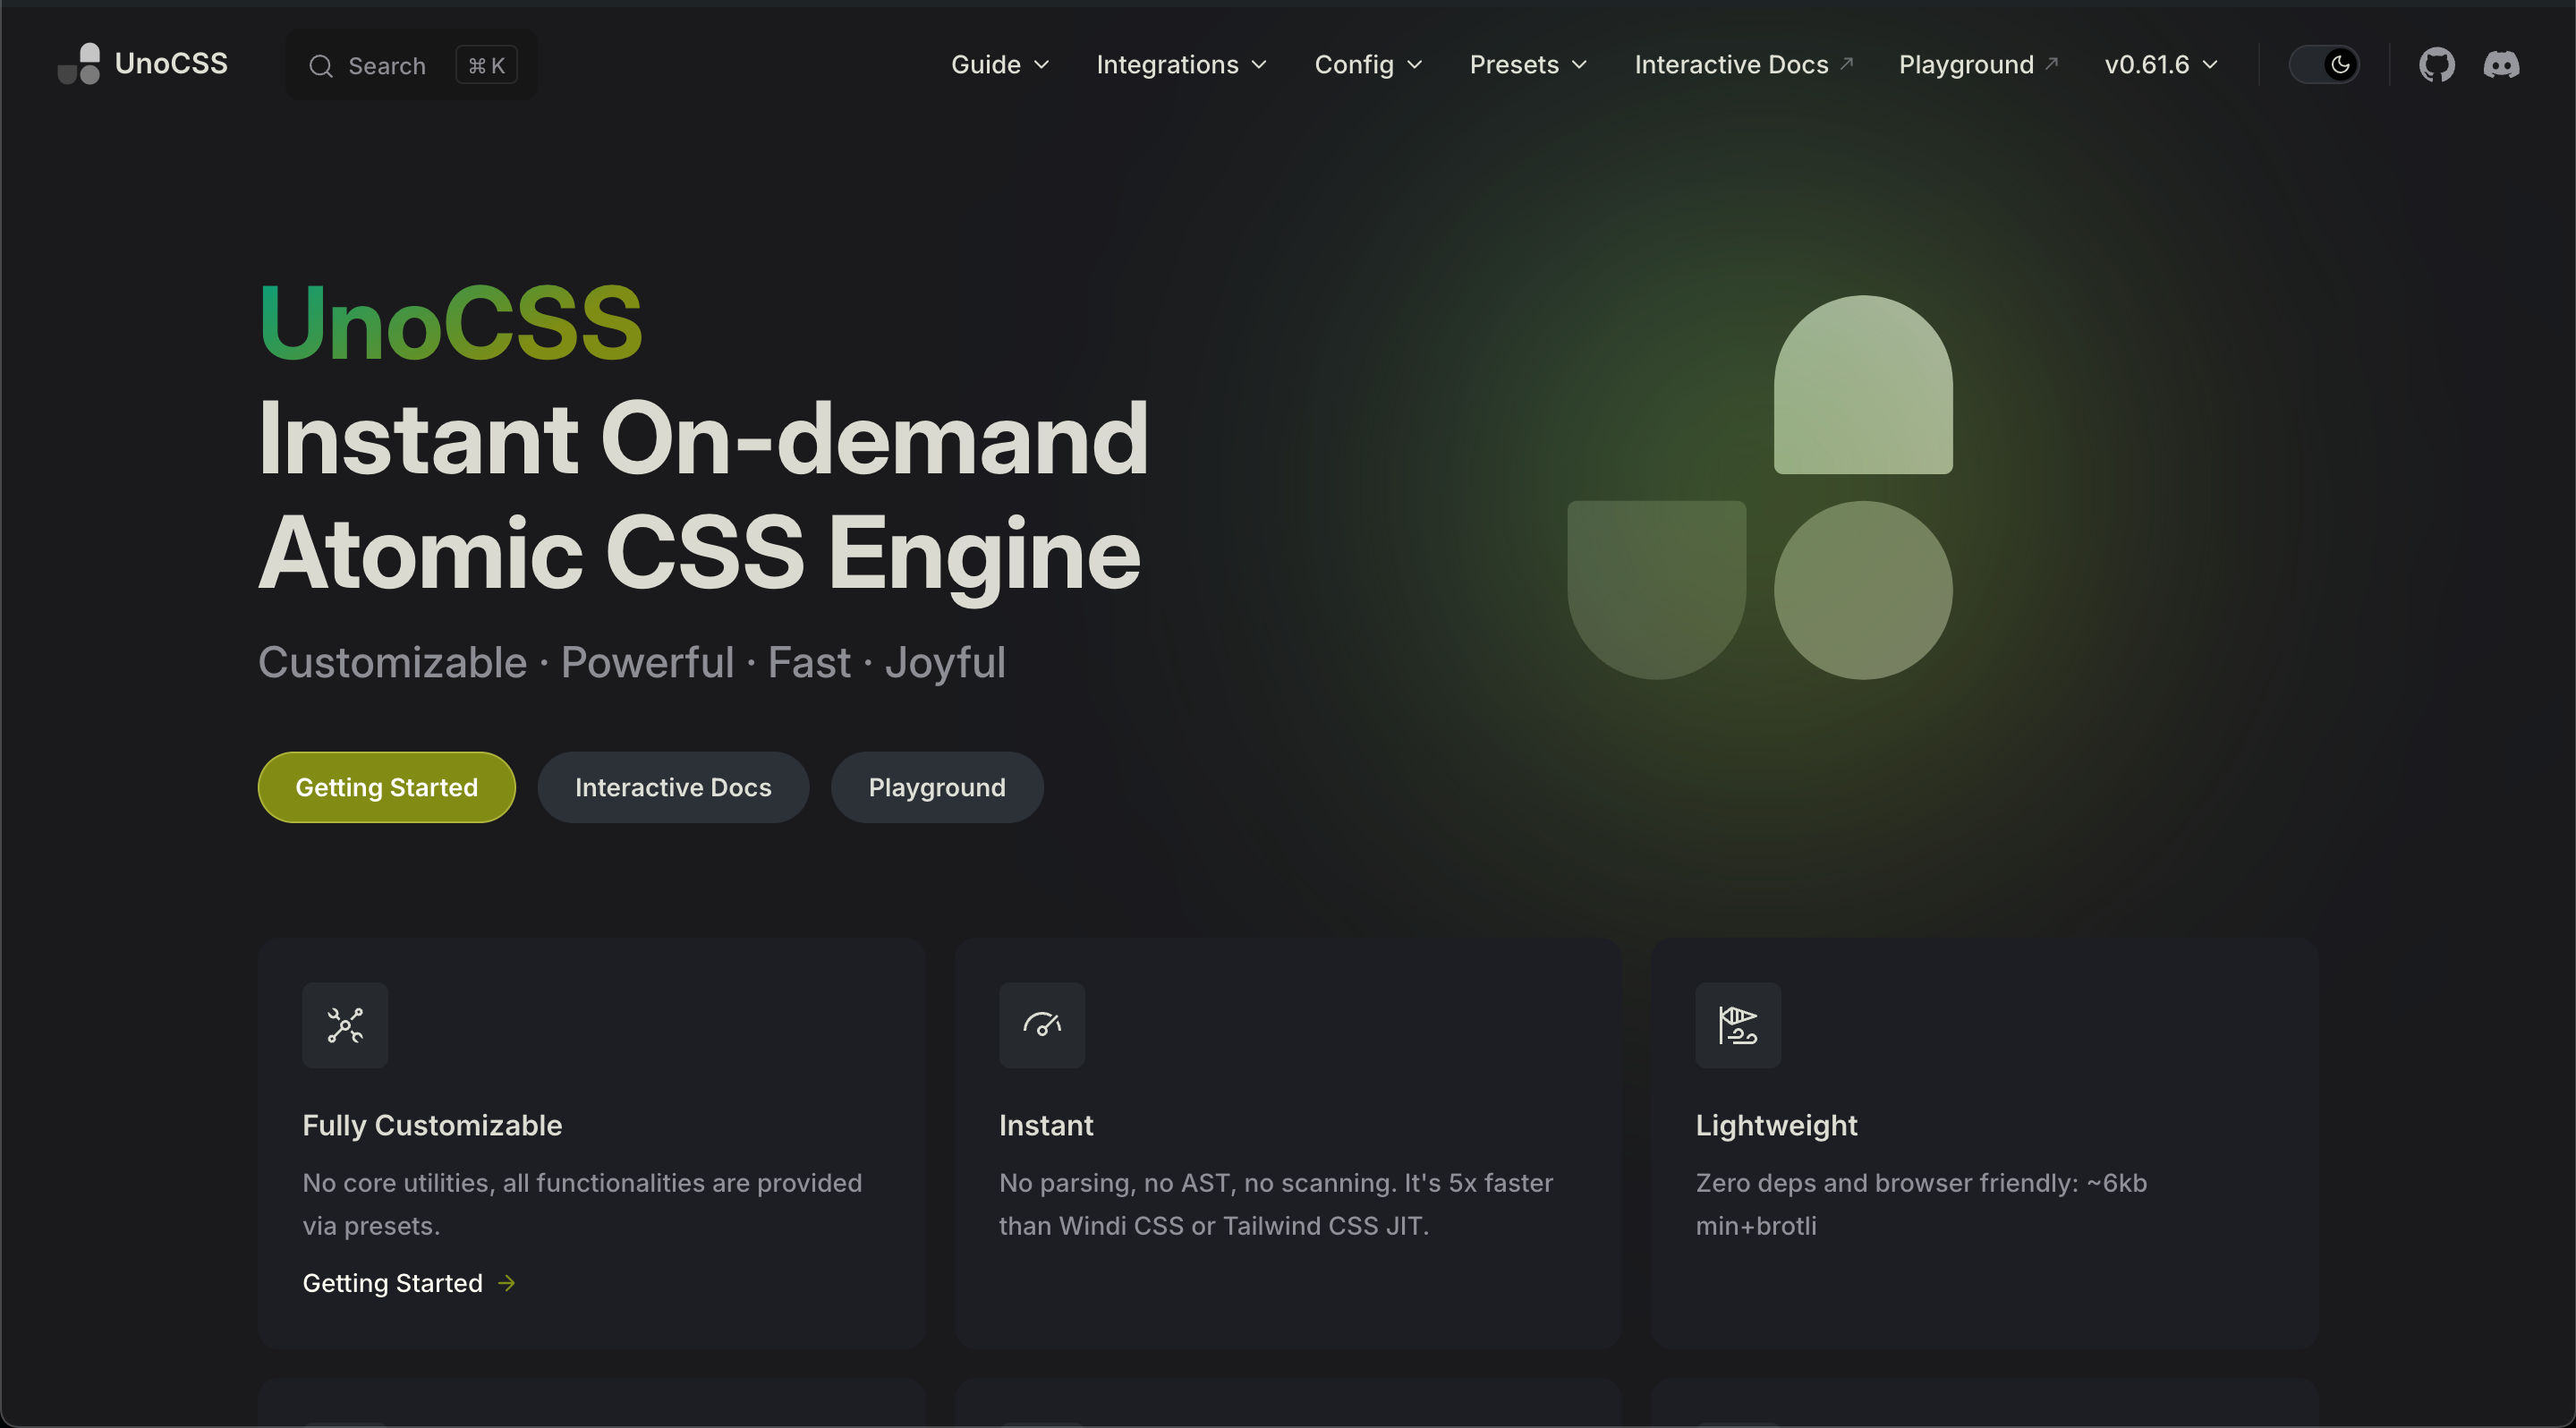 UnoCSS
Search
⌘ K
Guide
Integrations
Config
Presets
Interactive Docs
Playground
v0.61.6
UnoCSS
Instant On-demand
Atomic CSS Engine
Customizable · Powerful · Fast · Joyful
Getting Started
Interactive Docs
Playground
Fully Customizable
No core utilities, all functionalities are provided
via presets.
Getting Started →
Instant
No parsing, no AST, no scanning. It's 5x faster
than Windi CSS or Tailwind CSS JIT.
Lightweight
Zero deps and browser friendly: ~6kb
min+brotli